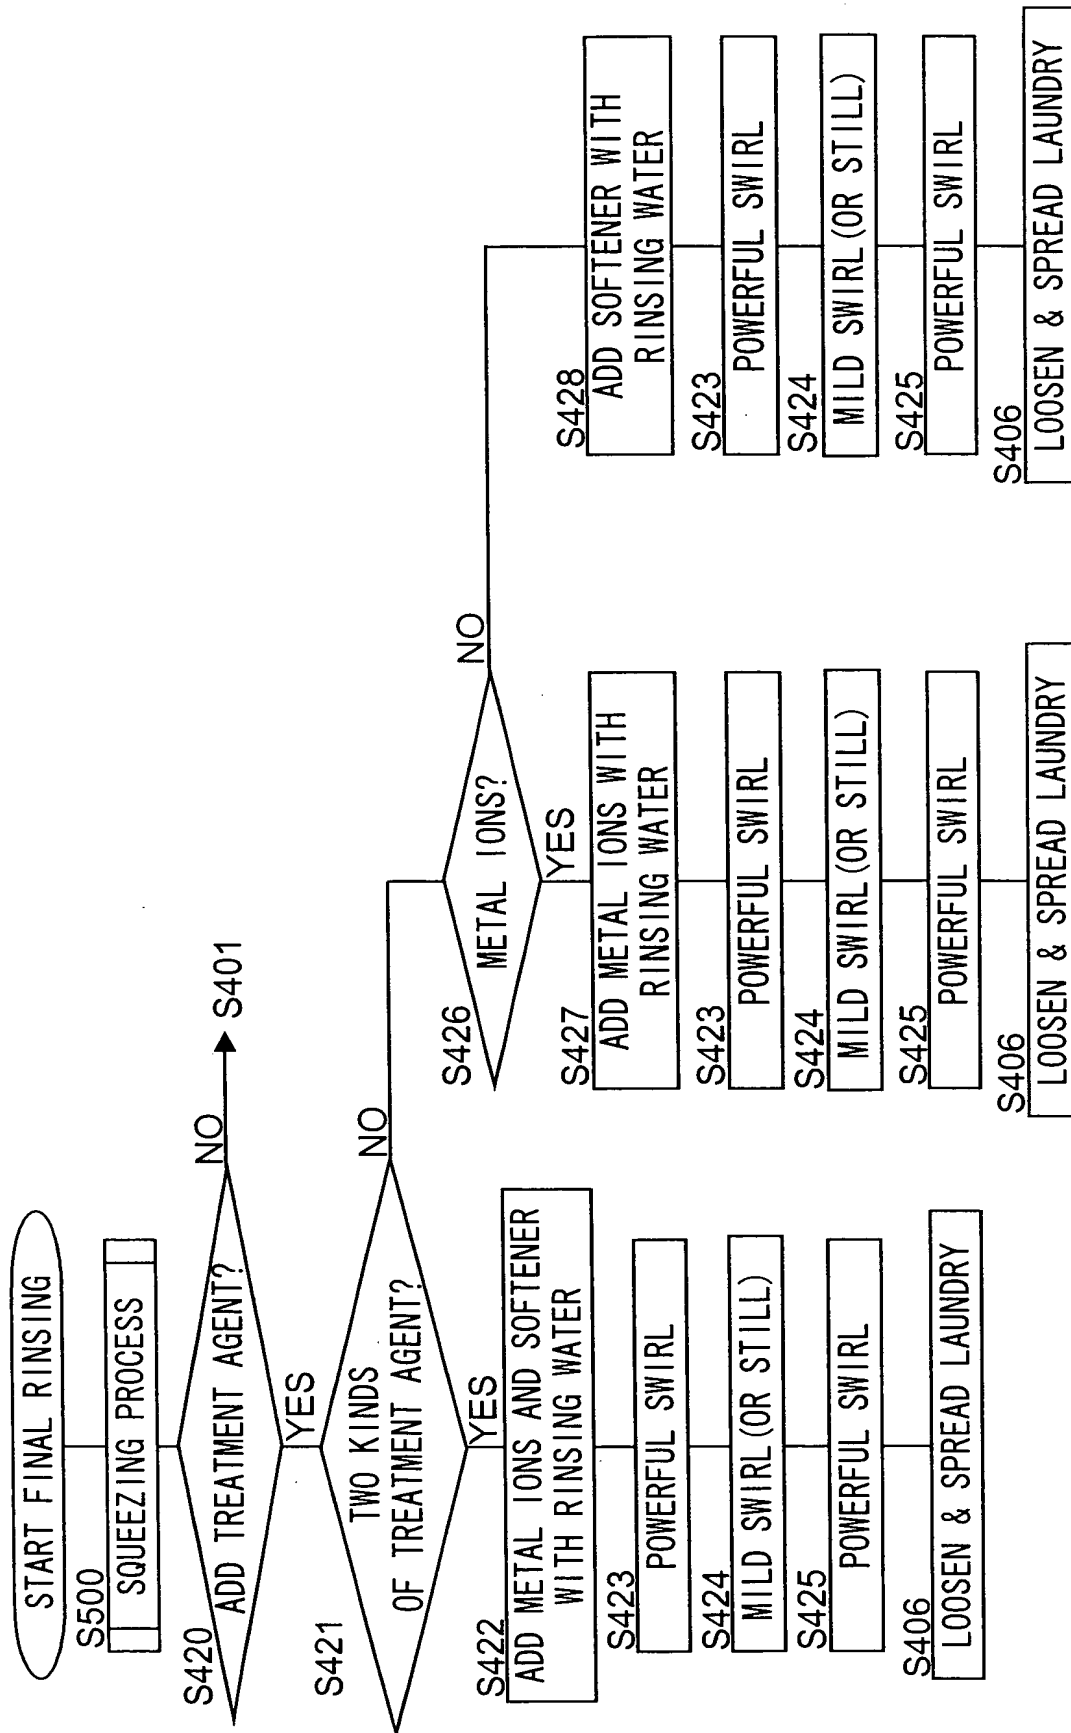 START FINAL RINSING
S500
SQUEEZING PROCESS
S420
ADD TREATMENT AGENT?
NO
S401
YES
S421
TWO KINDS
OF TREATMENT AGENT?
NO
YES
S422
ADD METAL IONS AND SOFTENER
WITH RINSING WATER
S423
POWERFUL SWIRL
S424
MILD SWIRL(OR STILL)
S425
POWERFUL SWIRL
S406
LOOSEN & SPREAD LAUNDRY
S426
METAL IONS?
NO
YES
S427
ADD METAL IONS WITH
RINSING WATER
S423
POWERFUL SWIRL
S424
MILD SWIRL(OR STILL)
S425
POWERFUL SWIRL
S406
LOOSEN & SPREAD LAUNDRY
S428
ADD SOFTENER WITH
RINSING WATER
S423
POWERFUL SWIRL
S424
MILD SWIRL(OR STILL)
S425
POWERFUL SWIRL
S406
LOOSEN & SPREAD LAUNDRY